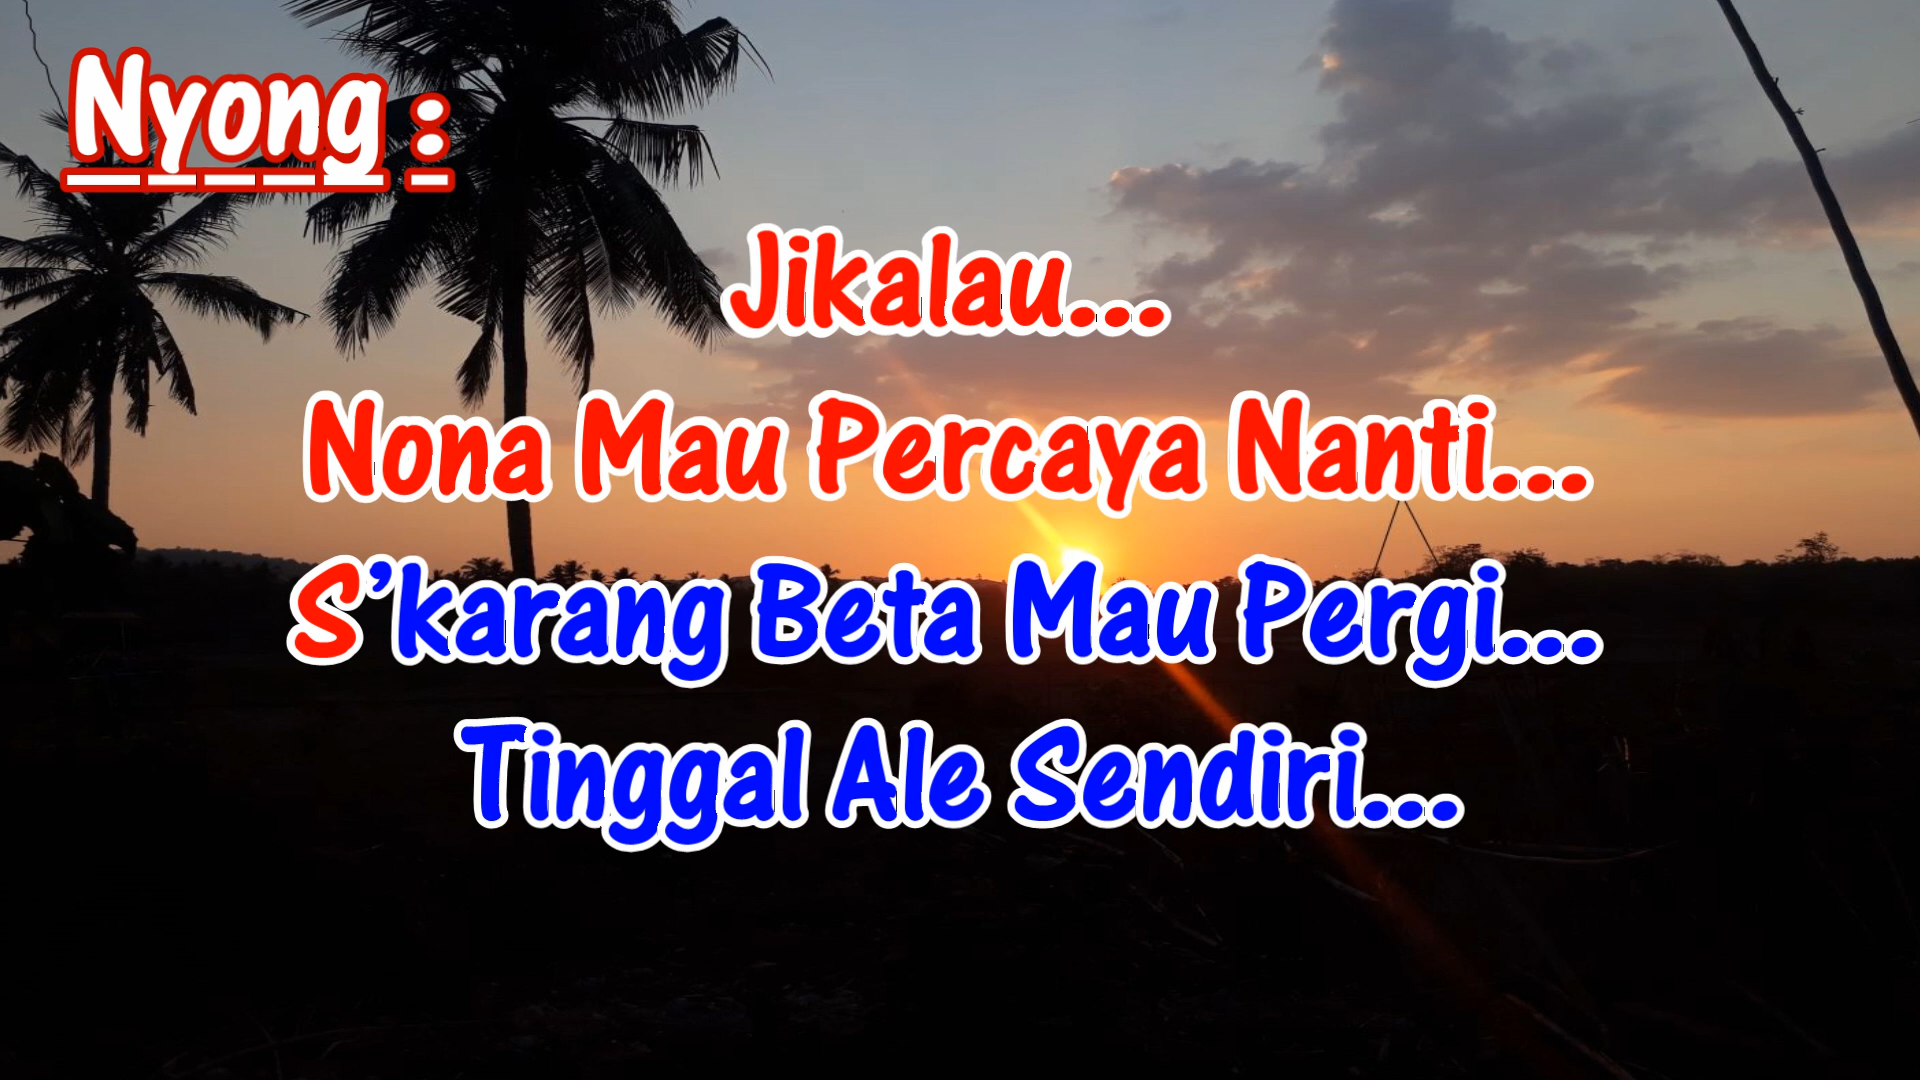 Nyong :
Jikalau...
Nona Mau Percaya Nanti...
S'karang Beta Mau Pergi...
Tinggal Ale Sendiri...